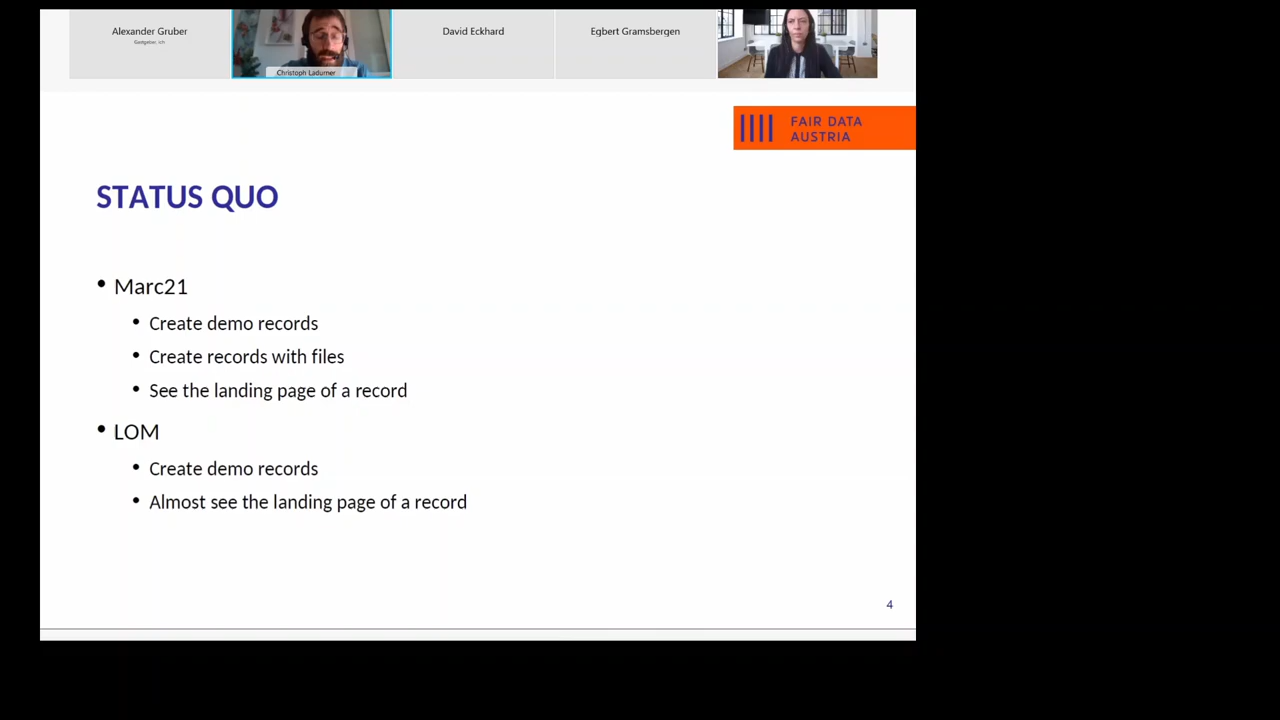 Alexander Gruber
David Eckhard
Egbert Gramsbergen
Christoph Ladurner
FAIR DATA
AUSTRIA
STATUS QUO
• Marc21
• Create demo records
• Create records with files
• See the landing page of a record
• LOM
• Create demo records
• Almost see the landing page of a record
4